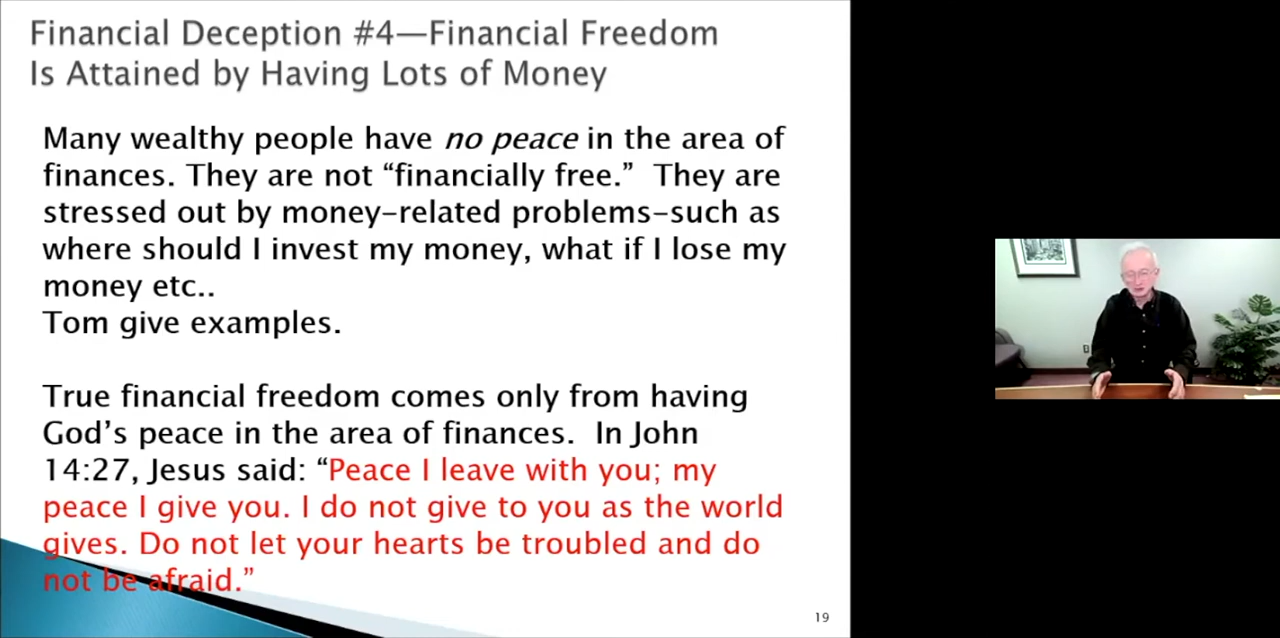 Financial Deception #4—Financial Freedom
Is Attained by Having Lots of Money
Many wealthy people have no peace in the area of
finances. They are not “financially free.”  They are
stressed out by money-related problems-such as
where should I invest my money, what if I lose my
money etc..
Tom give examples.
True financial freedom comes only from having
God’s peace in the area of finances.  In John
14:27, Jesus said: “Peace I leave with you; my
peace I give you. I do not give to you as the world
gives. Do not let your hearts be troubled and do
not be afraid.”
19